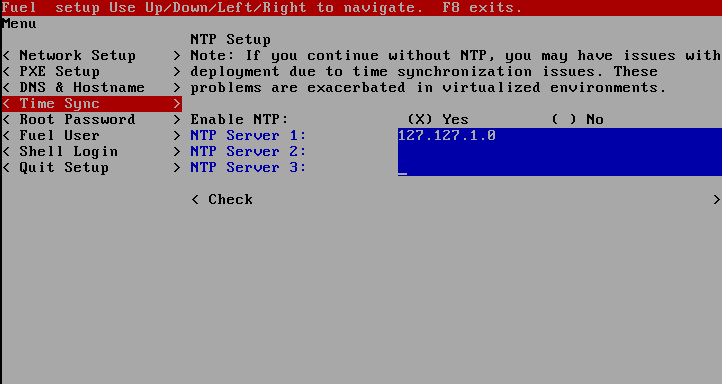 Fuel  setup Use Up/Down/Left/Right to navigate.  F8 exits.
Menu
NTP Setup
< Network Setup    > Note: If you continue without NTP, you may have issues with
< PXE Setup        > deployment due to time synchronization issues. These
< DNS & Hostname   > problems are exacerbated in virtualized environments.
< Time Sync        >
< Root Password    > Enable NTP:             (X) Yes         ( ) No
< Fuel User        > NTP Server 1:          127.127.1.0
< Shell Login      > NTP Server 2:
< Quit Setup       > NTP Server 3:          _
< Check                                                    >